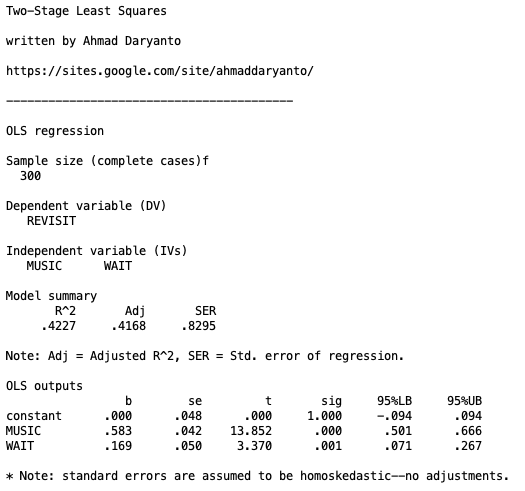 Two-Stage Least Squares
written by Ahmad Daryanto
https://sites.google.com/site/ahmaddaryanto/
-----------------------------------------
OLS regression
Sample size (complete cases)f
300
Dependent variable (DV)
REVISIT
Independent variable (IVs)
MUSIC WAIT
Model summary
R^2 Adj SER
.4227 .4168 .8295
Note: Adj = Adjusted R^2, SER = Std. error of regression.
OLS outputs
b se t sig 95%LB 95%UB
constant .000 .048 .000 1.000 -.094 .094
MUSIC .583 .042 13.852 .000 .501 .666
WAIT .169 .050 3.370 .001 .071 .267
* Note: standard errors are assumed to be homoskedastic--no adjustments.